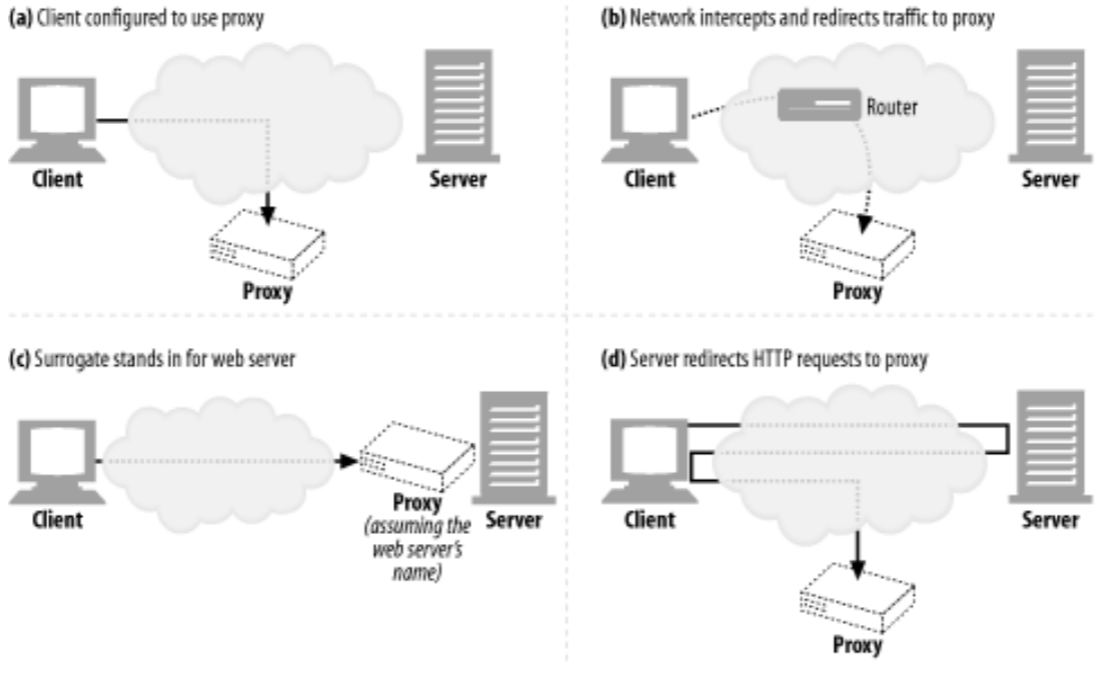 (a) Client configured to use proxy
Client
Server
Proxy
(b) Network intercepts and redirects traffic to proxy
Router
Client
Server
Proxy
(c) Surrogate stands in for web server
Client
Proxy
(assuming the
web server's
name)
Server
(d) Server redirects HTTP requests to proxy
Client
Server
Proxy